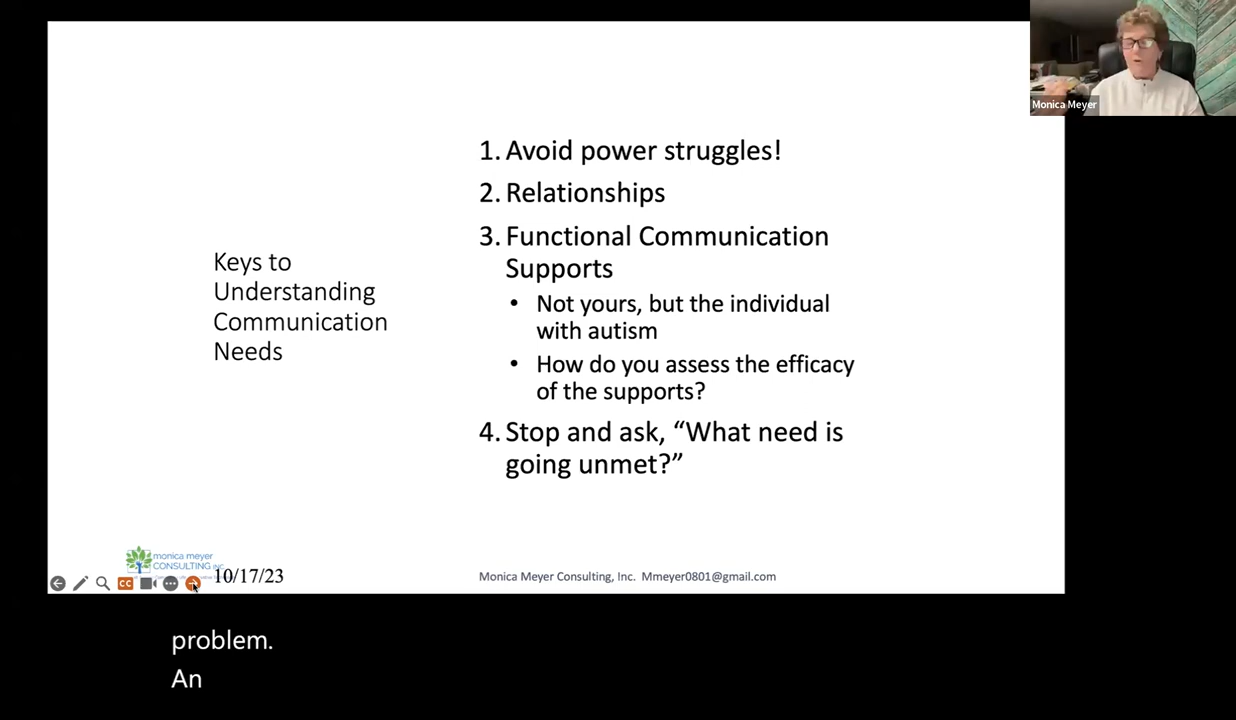 Monica Meyer
Keys to
Understanding
Communication
Needs
1. Avoid power struggles!
2. Relationships
3. Functional Communication
Supports
• Not yours, but the individual
with autism
• How do you assess the efficacy
of the supports?
4. Stop and ask, “What need is
going unmet?”
monica meyer
CONSULTING INC
CC
10/17/23
Monica Meyer Consulting, Inc. Mmeyer0801@gmail.com
problem.
An